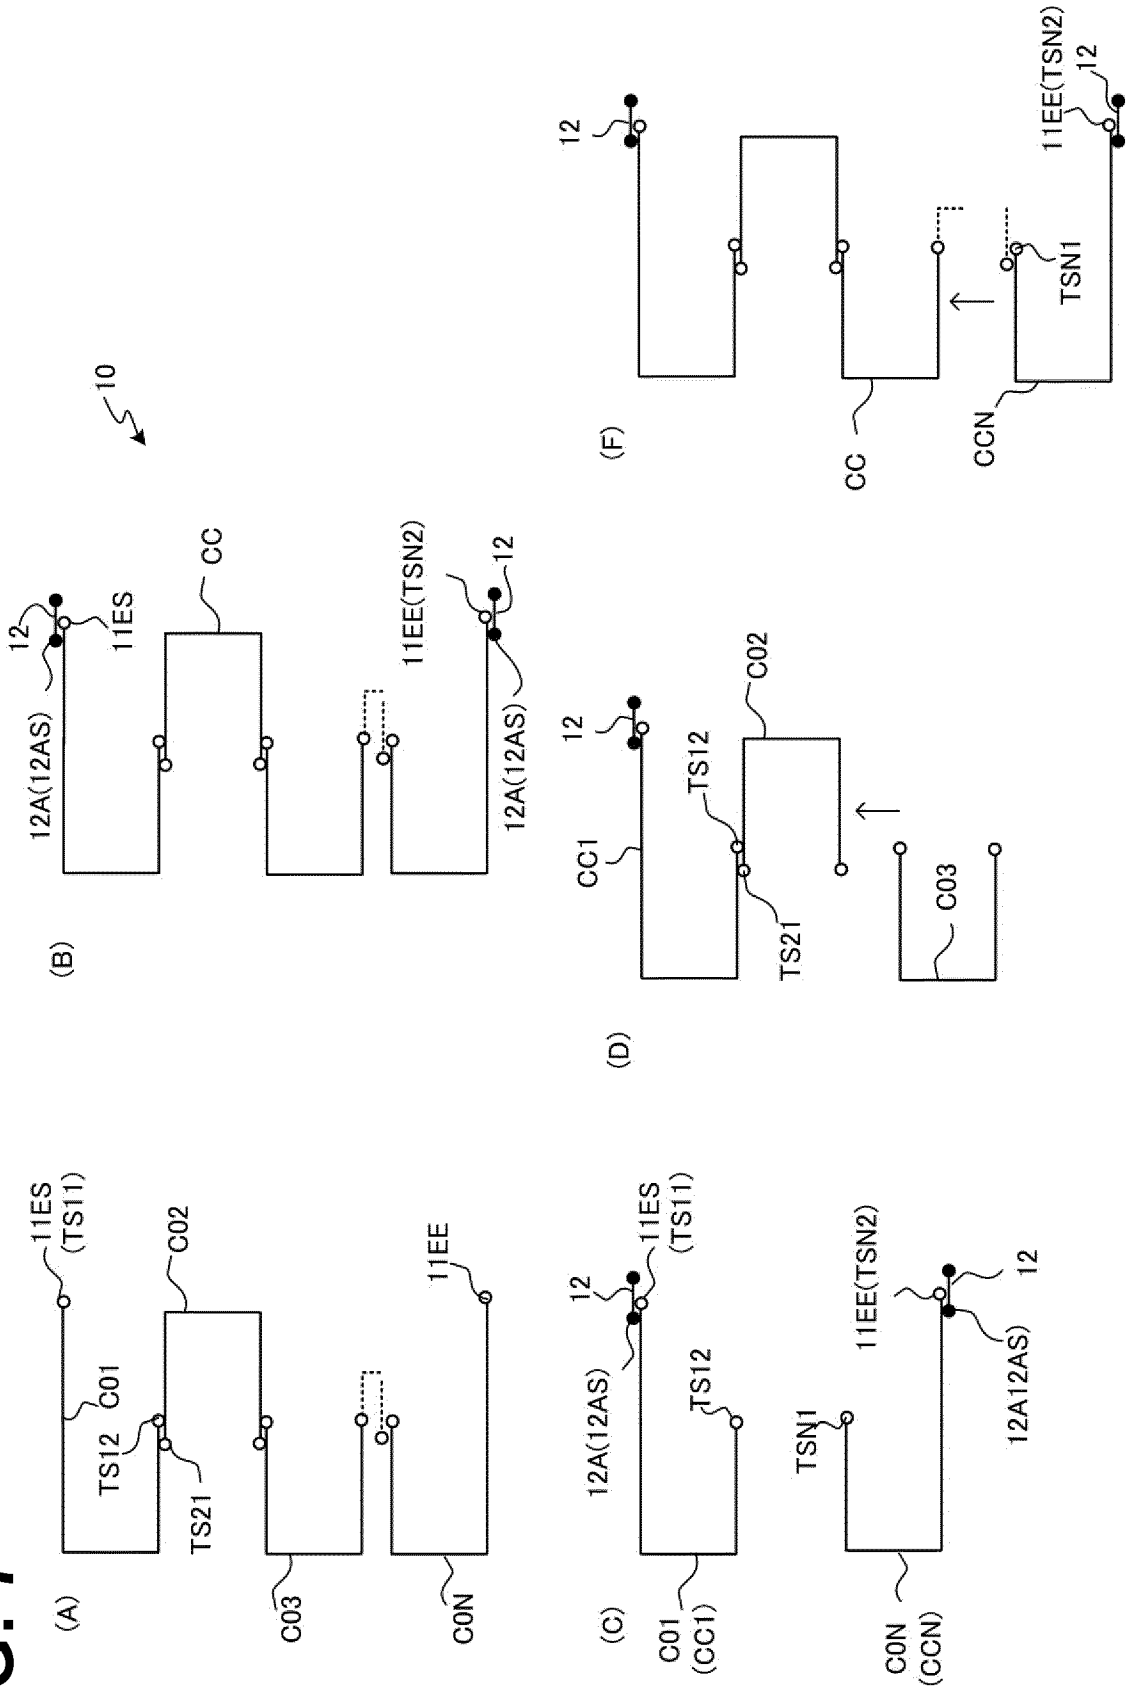 (A)
C01
11ES
(TS11)
TS12
TS21
C02
C03
C0N
11EE
(B)
12A(12AS)
12
11ES
CC
11EE(TSN2)
12
12A(12AS)
10
(C)
C01
(CC1)
12A(12AS)
12
11ES
(TS11)
TS12
TSN1
C0N
(CCN)
11EE(TSN2)
12
12A12AS)
(D)
CC1
12
TS12
TS21
C02
C03
(F)
12
CC
CCN
TSN1
11EE(TSN2)
12